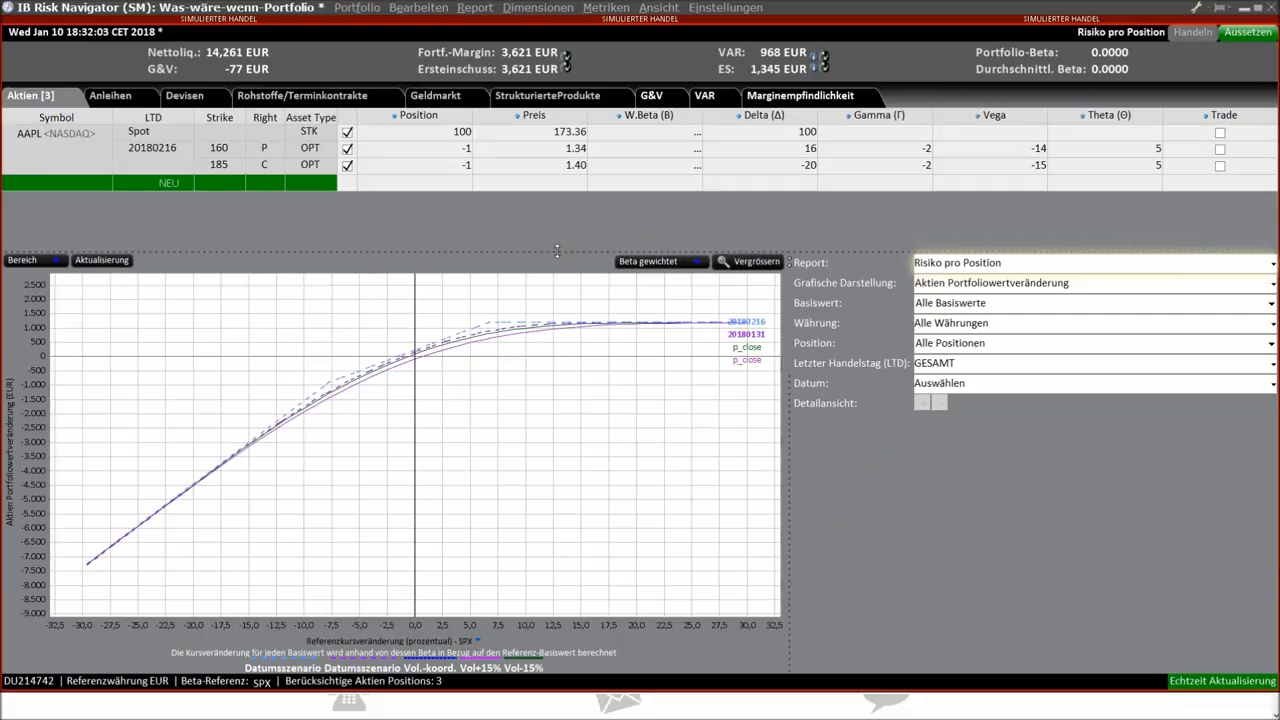 IB Risk Navigator (SM): Was-wäre-wenn-Portfolio * Portfolio Bearbeiten Report Dimensionen Metriken Ansicht Einstellungen
SIMULIERTER HANDEL SIMULIERTER HANDEL SIMULIERTER HANDEL
Wed Jan 10 18:32:03 CET 2018 * Risiko pro Position Handeln Aussetzen
Nettoliq.: 14,261 EUR Fortf.-Margin: 3,621 EUR VAR: 968 EUR Portfolio-Beta: 0.0000
G&V: -77 EUR Ersteinschuss: 3,621 EUR ES: 1,345 EUR Durchschnittl. Beta: 0.0000
Aktien [3] Anleihen Devisen Rohstoffe/Terminkontrakte Geldmarkt StrukturierteProdukte G&V VAR Marginempfindlichkeit
Symbol LTD Strike Right Asset Type Position Preis W.Beta (B) Delta (Δ) Gamma (Γ) Vega Theta (Θ) Trade
AAPL <NASDAQ> Spot STK 100 173.36 ... 100
20180216 160 P OPT -1 1.34 ... 16 -2 -14 5
185 C OPT -1 1.40 ... -20 -2 -15 5
NEU
Bereich Aktualisierung Beta gewichtet Vergrössern
Report: Risiko pro Position
Grafische Darstellung: Aktien Portfoliowertveränderung
Basiswert: Alle Basiswerte
Währung: Alle Währungen
Position: Alle Positionen
Letzter Handelstag (LTD): GESAMT
Datum: Auswählen
Detailansicht:
Aktien Portfoliowertveränderung (EUR)
2.500
2.000
1.500
1.000
500
0
-500
-1.000
-1.500
-2.000
-2.500
-3.000
-3.500
-4.000
-4.500
-5.000
-5.500
-6.000
-6.500
-7.000
-7.500
-8.000
-8.500
-9.000
20180216
20180131
p_close
p_close
-32,5 -30,0 -27,5 -25,0 -22,5 -20,0 -17,5 -15,0 -12,5 -10,0 -7,5 -5,0 -2,5 0,0 2,5 5,0 7,5 10,0 12,5 15,0 17,5 20,0 22,5 25,0 27,5 30,0 32,5
Referenzkursveränderung (prozentual) - SPX
Die Kursveränderung für jeden Basiswert wird anhand von dessen Beta in Bezug auf den Referenz-Basiswert berechnet
Datumsszenario Datumsszenario Vol.-koord. Vol+15% Vol-15%
DU214742 | Referenzwährung EUR | Beta-Referenz: SPX | Berücksichtige Aktien Positionen: 3 Echtzeit Aktualisierung